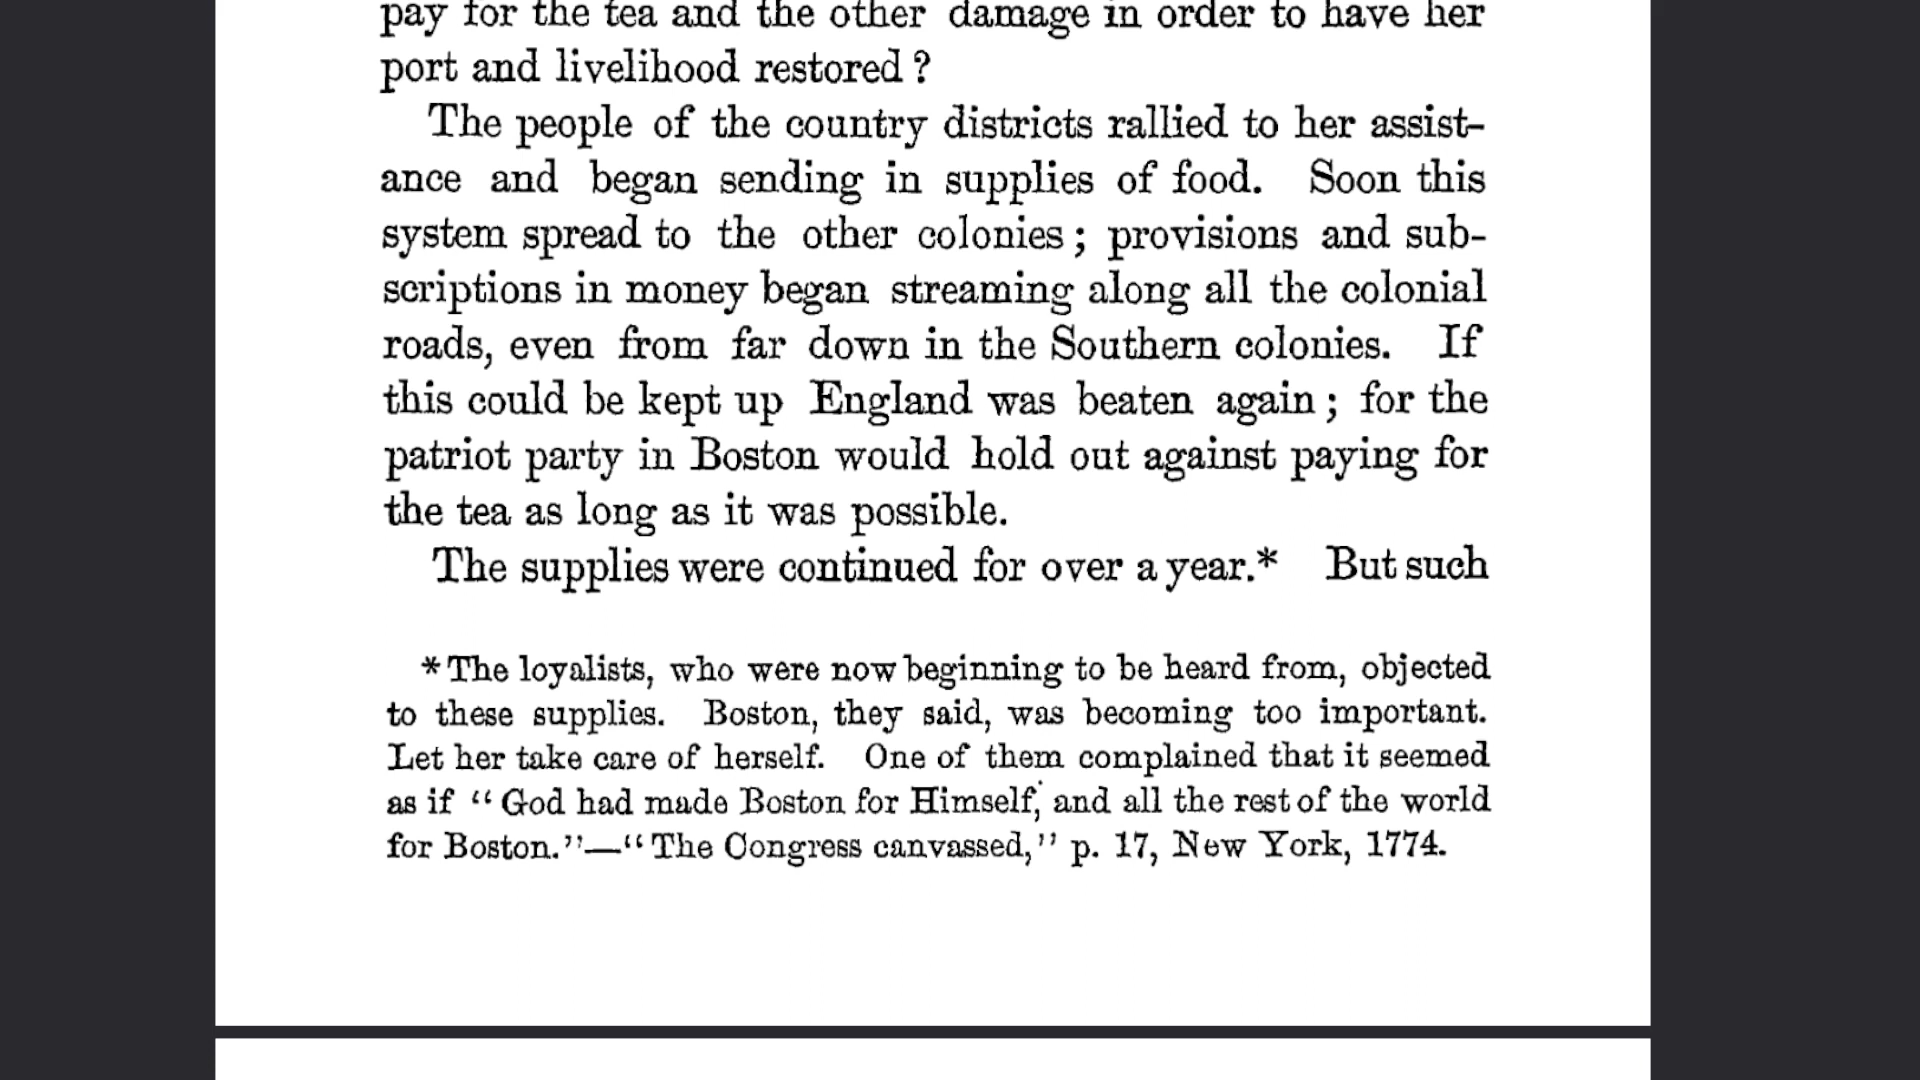 pay for the tea and the other damage in order to have her
port and livelihood restored?
The people of the country districts rallied to her assist-
ance and began sending in supplies of food. Soon this
system spread to the other colonies; provisions and sub-
scriptions in money began streaming along all the colonial
roads, even from far down in the Southern colonies. If
this could be kept up England was beaten again; for the
patriot party in Boston would hold out against paying for
the tea as long as it was possible.
The supplies were continued for over a year.* But such
* The loyalists, who were now beginning to be heard from, objected
to these supplies. Boston, they said, was becoming too important.
Let her take care of herself. One of them complained that it seemed
as if “God had made Boston for Himself, and all the rest of the world
for Boston.”—“The Congress canvassed,” p. 17, New York, 1774.